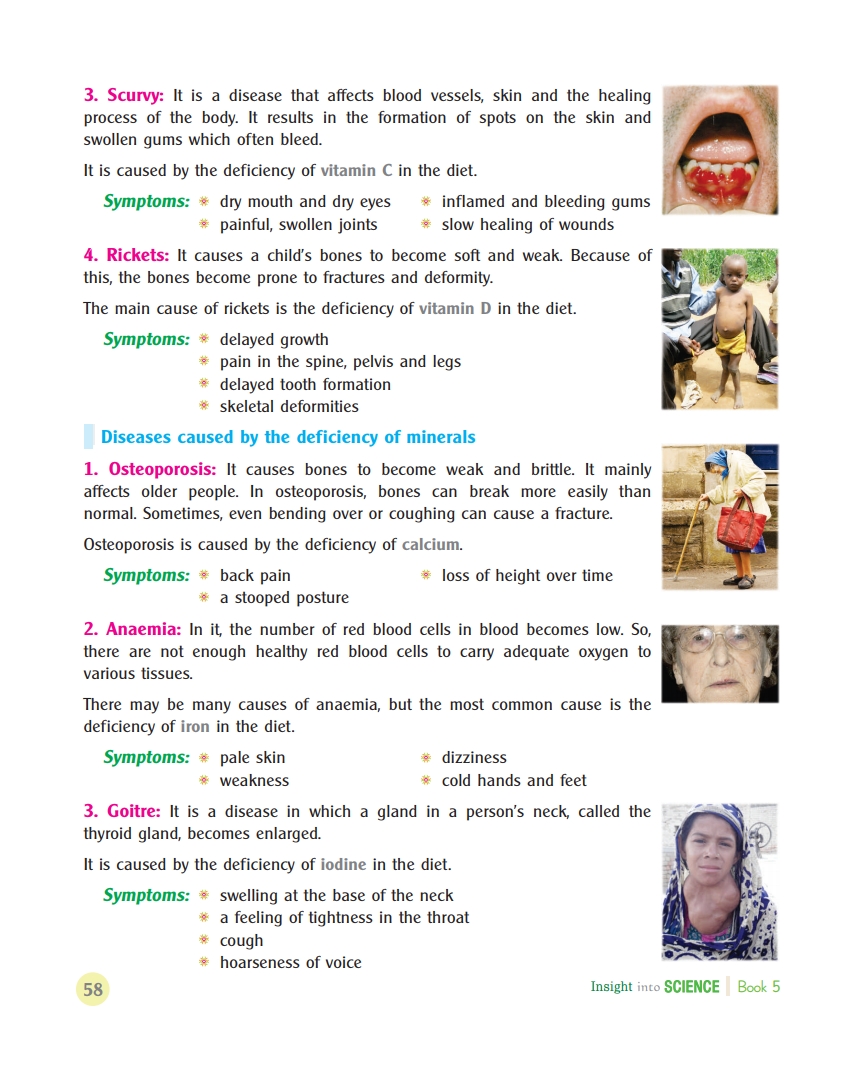 3. Scurvy: It is a disease that affects blood vessels, skin and the healing
process of the body. It results in the formation of spots on the skin and
swollen gums which often bleed.
It is caused by the deficiency of vitamin C in the diet.
Symptoms: dry mouth and dry eyes inflamed and bleeding gums
painful, swollen joints slow healing of wounds
4. Rickets: It causes a child's bones to become soft and weak. Because of
this, the bones become prone to fractures and deformity.
The main cause of rickets is the deficiency of vitamin D in the diet.
Symptoms: delayed growth
pain in the spine, pelvis and legs
delayed tooth formation
skeletal deformities
Diseases caused by the deficiency of minerals
1. Osteoporosis: It causes bones to become weak and brittle. It mainly
affects older people. In osteoporosis, bones can break more easily than
normal. Sometimes, even bending over or coughing can cause a fracture.
Osteoporosis is caused by the deficiency of calcium.
Symptoms: back pain loss of height over time
a stooped posture
2. Anaemia: In it, the number of red blood cells in blood becomes low. So,
there are not enough healthy red blood cells to carry adequate oxygen to
various tissues.
There may be many causes of anaemia, but the most common cause is the
deficiency of iron in the diet.
Symptoms: pale skin dizziness
weakness cold hands and feet
3. Goitre: It is a disease in which a gland in a person's neck, called the
thyroid gland, becomes enlarged.
It is caused by the deficiency of iodine in the diet.
Symptoms: swelling at the base of the neck
a feeling of tightness in the throat
cough
hoarseness of voice
58 Insight into SCIENCE Book 5